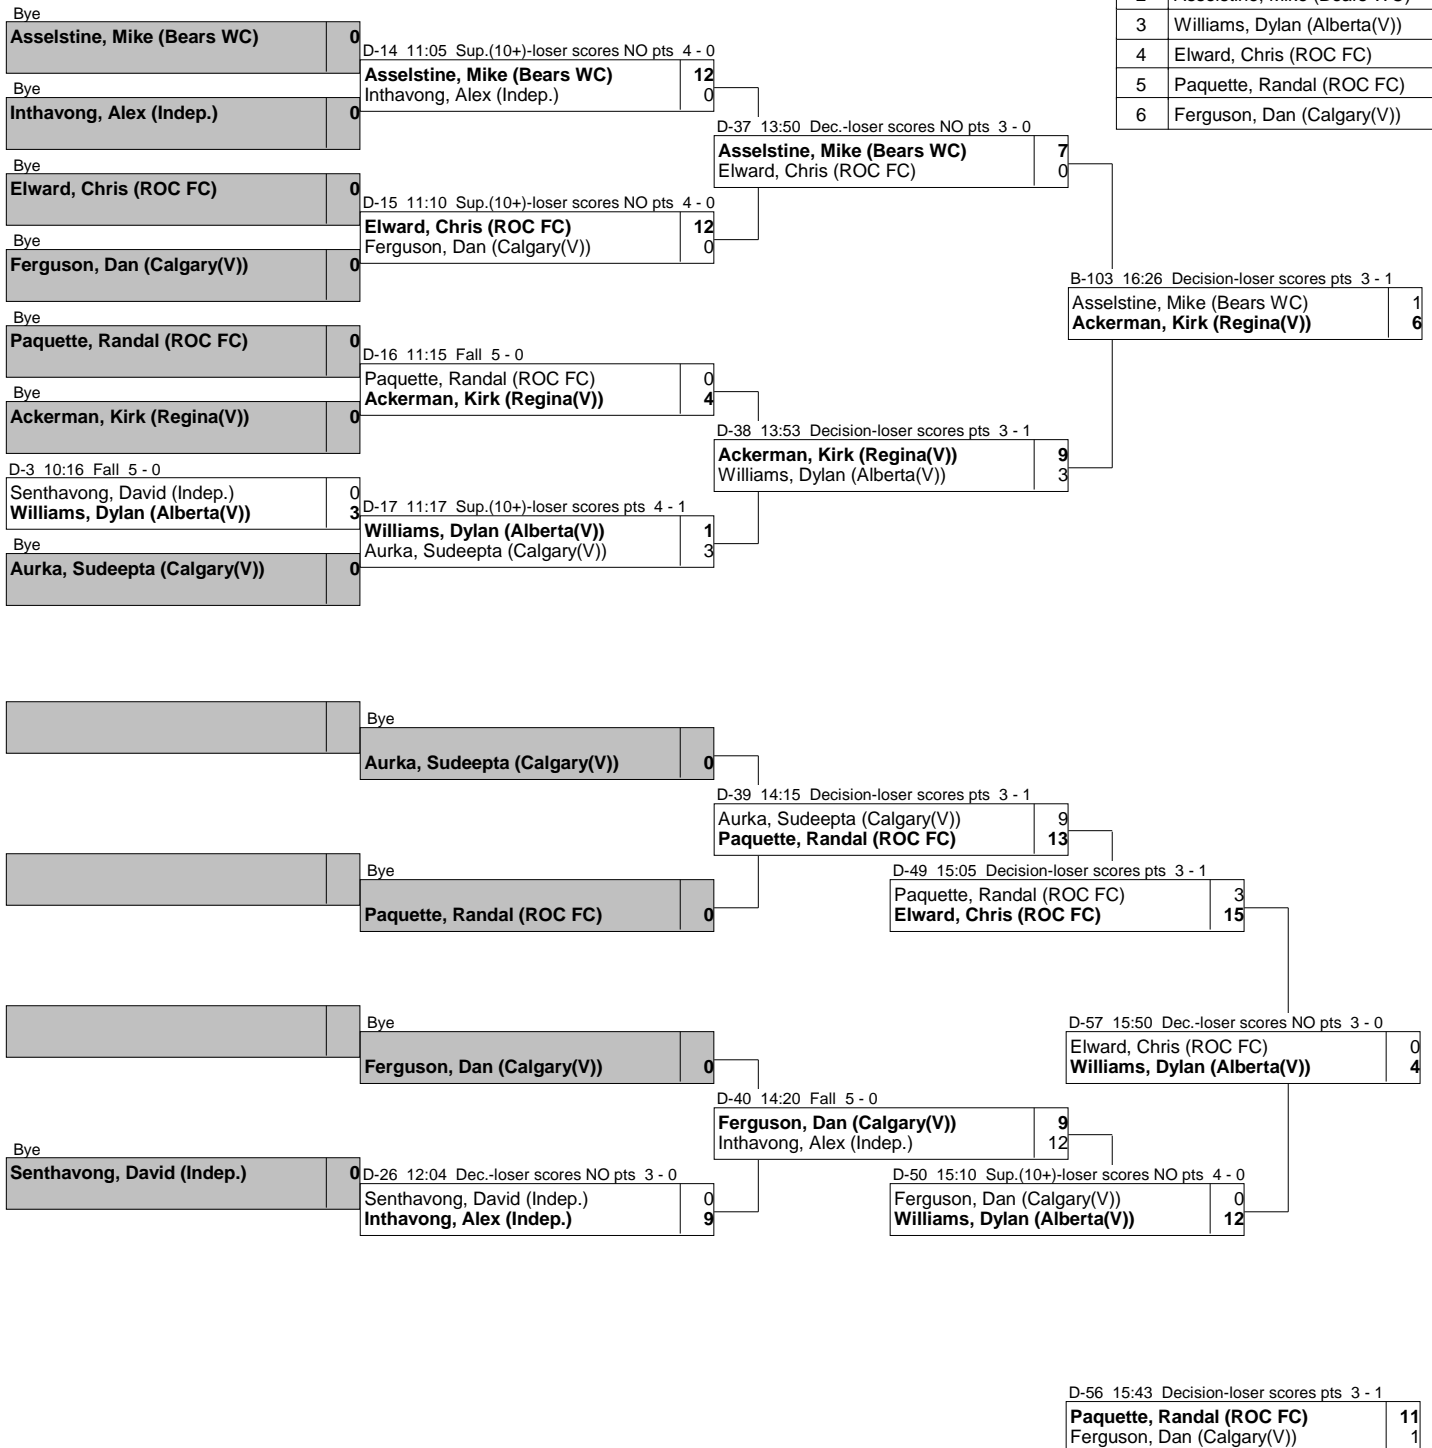 2 Asselstine, Mike (Bears WC)
3 Williams, Dylan (Alberta(V))
4 Elward, Chris (ROC FC)
5 Paquette, Randal (ROC FC)
6 Ferguson, Dan (Calgary(V))
Bye
Asselstine, Mike (Bears WC) 0
Bye
Inthavong, Alex (Indep.) 0
Bye
Elward, Chris (ROC FC) 0
Bye
Ferguson, Dan (Calgary(V)) 0
Bye
Paquette, Randal (ROC FC) 0
Bye
Ackerman, Kirk (Regina(V)) 0
D-3 10:16 Fall 5 - 0
Senthavong, David (Indep.) 0
Williams, Dylan (Alberta(V)) 3
Bye
Aurka, Sudeepta (Calgary(V)) 0
D-14 11:05 Sup.(10+)-loser scores NO pts 4 - 0
Asselstine, Mike (Bears WC) 12
Inthavong, Alex (Indep.) 0
D-15 11:10 Sup.(10+)-loser scores NO pts 4 - 0
Elward, Chris (ROC FC) 12
Ferguson, Dan (Calgary(V)) 0
D-16 11:15 Fall 5 - 0
Paquette, Randal (ROC FC) 0
Ackerman, Kirk (Regina(V)) 4
D-17 11:17 Sup.(10+)-loser scores pts 4 - 1
Williams, Dylan (Alberta(V)) 1
Aurka, Sudeepta (Calgary(V)) 3
D-37 13:50 Dec.-loser scores NO pts 3 - 0
Asselstine, Mike (Bears WC) 7
Elward, Chris (ROC FC) 0
D-38 13:53 Decision-loser scores pts 3 - 1
Ackerman, Kirk (Regina(V)) 9
Williams, Dylan (Alberta(V)) 3
B-103 16:26 Decision-loser scores pts 3 - 1
Asselstine, Mike (Bears WC) 1
Ackerman, Kirk (Regina(V)) 6
Bye
Aurka, Sudeepta (Calgary(V)) 0
Bye
Paquette, Randal (ROC FC) 0
Bye
Ferguson, Dan (Calgary(V)) 0
Bye
Senthavong, David (Indep.) 0
D-26 12:04 Dec.-loser scores NO pts 3 - 0
Senthavong, David (Indep.) 0
Inthavong, Alex (Indep.) 9
D-39 14:15 Decision-loser scores pts 3 - 1
Aurka, Sudeepta (Calgary(V)) 9
Paquette, Randal (ROC FC) 13
D-40 14:20 Fall 5 - 0
Ferguson, Dan (Calgary(V)) 9
Inthavong, Alex (Indep.) 12
D-49 15:05 Decision-loser scores pts 3 - 1
Paquette, Randal (ROC FC) 3
Elward, Chris (ROC FC) 15
D-50 15:10 Sup.(10+)-loser scores NO pts 4 - 0
Ferguson, Dan (Calgary(V)) 0
Williams, Dylan (Alberta(V)) 12
D-57 15:50 Dec.-loser scores NO pts 3 - 0
Elward, Chris (ROC FC) 0
Williams, Dylan (Alberta(V)) 4
D-56 15:43 Decision-loser scores pts 3 - 1
Paquette, Randal (ROC FC) 11
Ferguson, Dan (Calgary(V)) 1